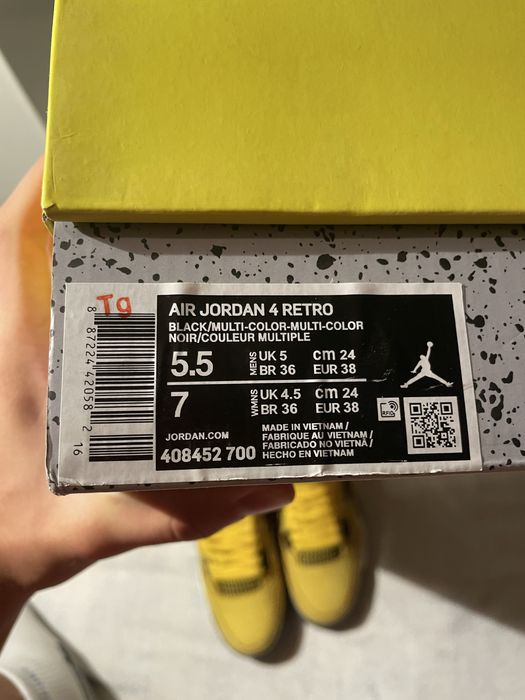 Tg
8 87224 42058 2
16
AIR JORDAN 4 RETRO
BLACK/MULTI-COLOR-MULTI-COLOR
NOIR/COULEUR MULTIPLE
5.5 MENS UK 5 cm 24
BR 36 EUR 38
7 WMNS UK 4.5 cm 24
BR 36 EUR 38
RFID
JORDAN.COM
408452 700
MADE IN VIETNAM /
FABRIQUE AU VIETNAM /
FABRICADO NO VIETNÃ /
HECHO EN VIETNAM